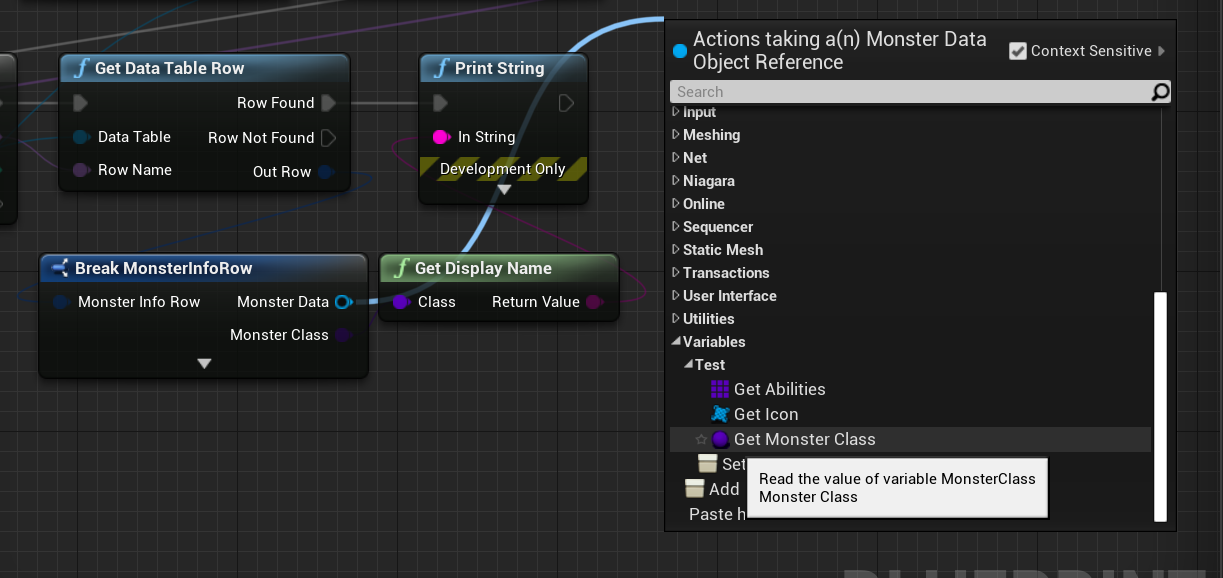 Get Data Table Row
Row Found
Data Table
Row Not Found
Row Name
Out Row
Print String
In String
Development Only
Break MonsterInfoRow
Monster Info Row
Monster Data
Monster Class
Get Display Name
Class
Return Value
Actions taking a(n) Monster Data
Object Reference
Context Sensitive
Search
Input
Meshing
Net
Niagara
Online
Sequencer
Static Mesh
Transactions
User Interface
Utilities
Variables
Test
Get Abilities
Get Icon
Get Monster Class
Set
Add
Paste h
Read the value of variable MonsterClass
Monster Class
BLUEPRINT